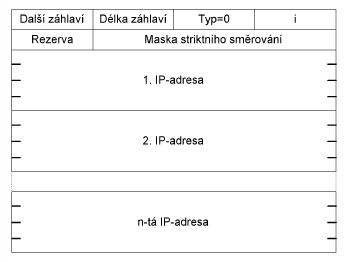 Další záhlaví Délka záhlaví Typ=0 i
Rezerva Maska striktního směrování
1. IP-adresa
2. IP-adresa
n-tá IP-adresa